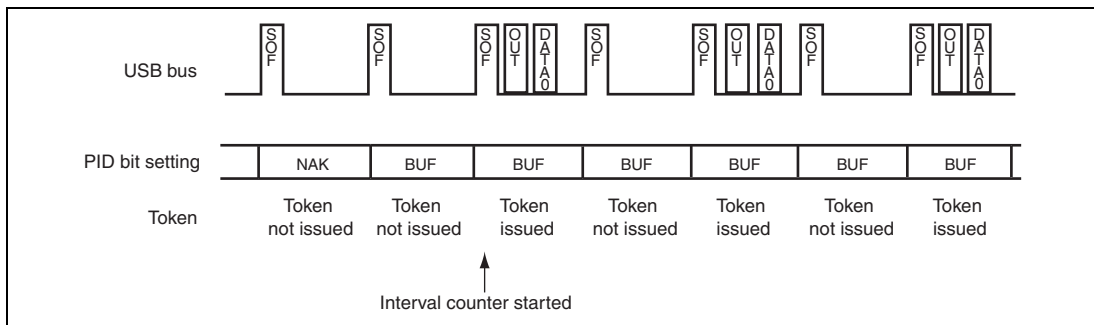 USB bus
SOF
SOF
SOF
OUT
DATA0
SOF
SOF
OUT
DATA0
SOF
SOF
OUT
DATA0
PID bit setting
NAK
BUF
BUF
BUF
BUF
BUF
BUF
Token
Token
not issued
Token
not issued
Token
issued
Token
not issued
Token
issued
Token
not issued
Token
issued
Interval counter started